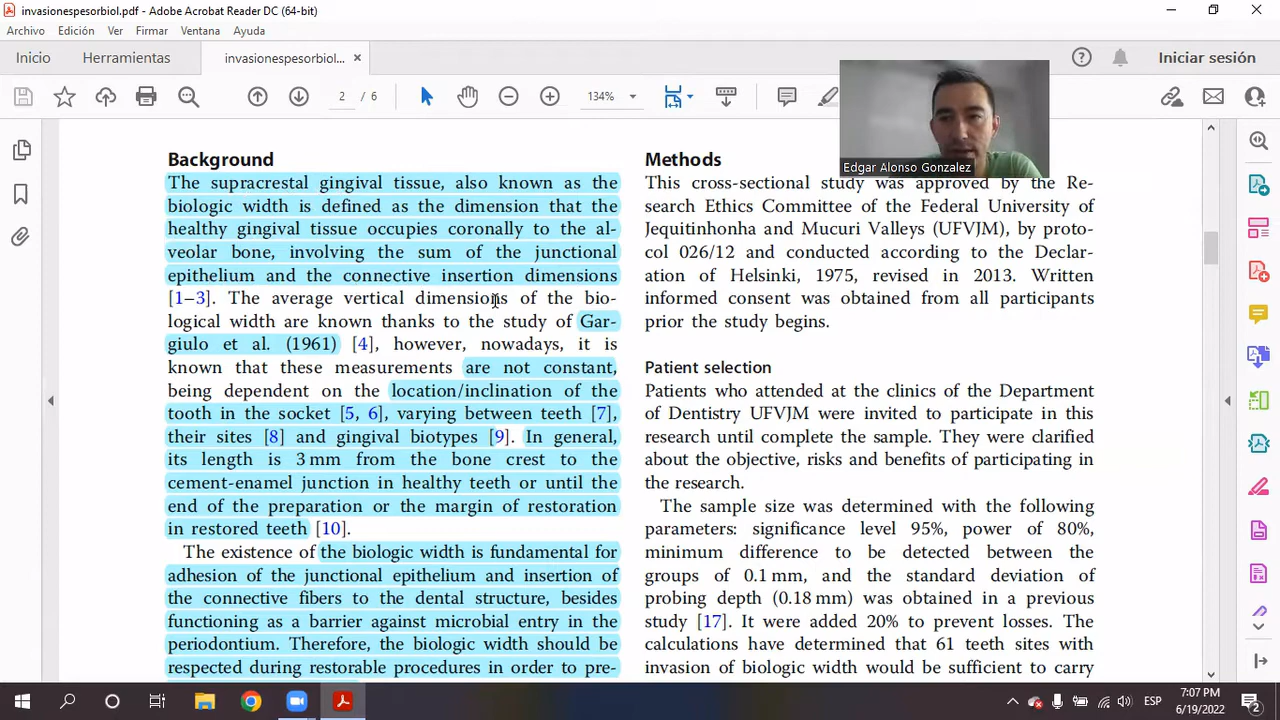 invasionespesorbiol.pdf - Adobe Acrobat Reader DC (64-bit)
Archivo Edición Ver Firmar Ventana Ayuda
Inicio Herramientas invasionespesorbiol... × Iniciar sesión
2 / 6 134%
Edgar Alonso Gonzalez
Background
The supracrestal gingival tissue, also known as the
biologic width is defined as the dimension that the
healthy gingival tissue occupies coronally to the al-
veolar bone, involving the sum of the junctional
epithelium and the connective insertion dimensions
[1–3]. The average vertical dimensions of the bio-
logical width are known thanks to the study of Gar-
giulo et al. (1961) [4], however, nowadays, it is
known that these measurements are not constant,
being dependent on the location/inclination of the
tooth in the socket [5, 6], varying between teeth [7],
their sites [8] and gingival biotypes [9]. In general,
its length is 3 mm from the bone crest to the
cement-enamel junction in healthy teeth or until the
end of the preparation or the margin of restoration
in restored teeth [10].
The existence of the biologic width is fundamental for
adhesion of the junctional epithelium and insertion of
the connective fibers to the dental structure, besides
functioning as a barrier against microbial entry in the
periodontium. Therefore, the biologic width should be
respected during restorable procedures in order to pre-
Methods
This cross-sectional study was approved by the Re-
search Ethics Committee of the Federal University of
Jequitinhonha and Mucuri Valleys (UFVJM), by proto-
col 026/12 and conducted according to the Declar-
ation of Helsinki, 1975, revised in 2013. Written
informed consent was obtained from all participants
prior the study begins.
Patient selection
Patients who attended at the clinics of the Department
of Dentistry UFVJM were invited to participate in this
research until complete the sample. They were clarified
about the objective, risks and benefits of participating in
the research.
The sample size was determined with the following
parameters: significance level 95%, power of 80%,
minimum difference to be detected between the
groups of 0.1 mm, and the standard deviation of
probing depth (0.18 mm) was obtained in a previous
study [17]. It were added 20% to prevent losses. The
calculations have determined that 61 teeth sites with
invasion of biologic width would be sufficient to carry
ESP
7:07 PM
6/19/2022
2